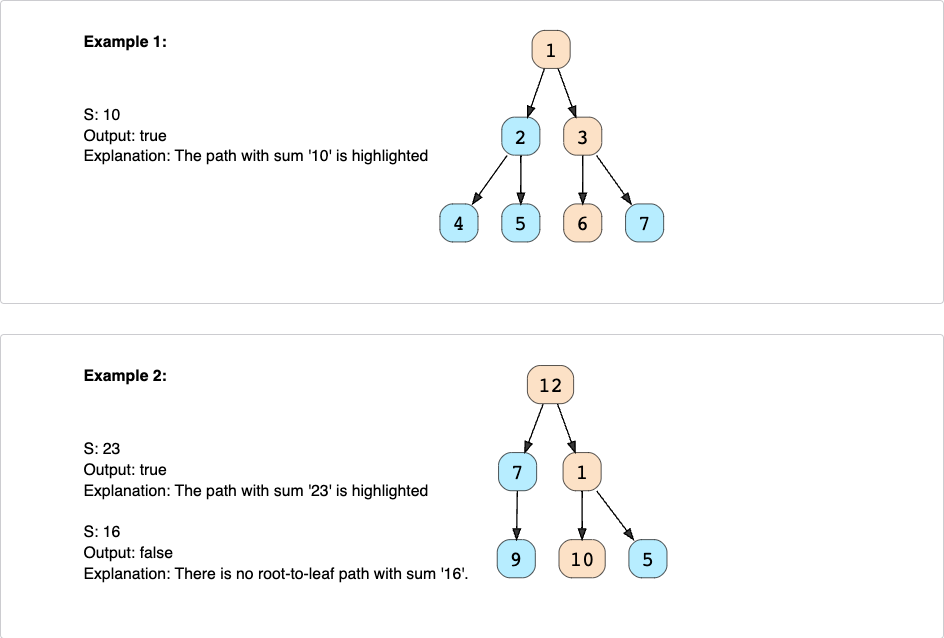 Example 1:
1
S: 10
Output: true
2 3
Explanation: The path with sum '10' is highlighted
4 5 6 7
Example 2:
12
S: 23
Output: true
7 1
Explanation: The path with sum '23' is highlighted
S: 16
Output: false
9 10 5
Explanation: There is no root-to-leaf path with sum '16'.